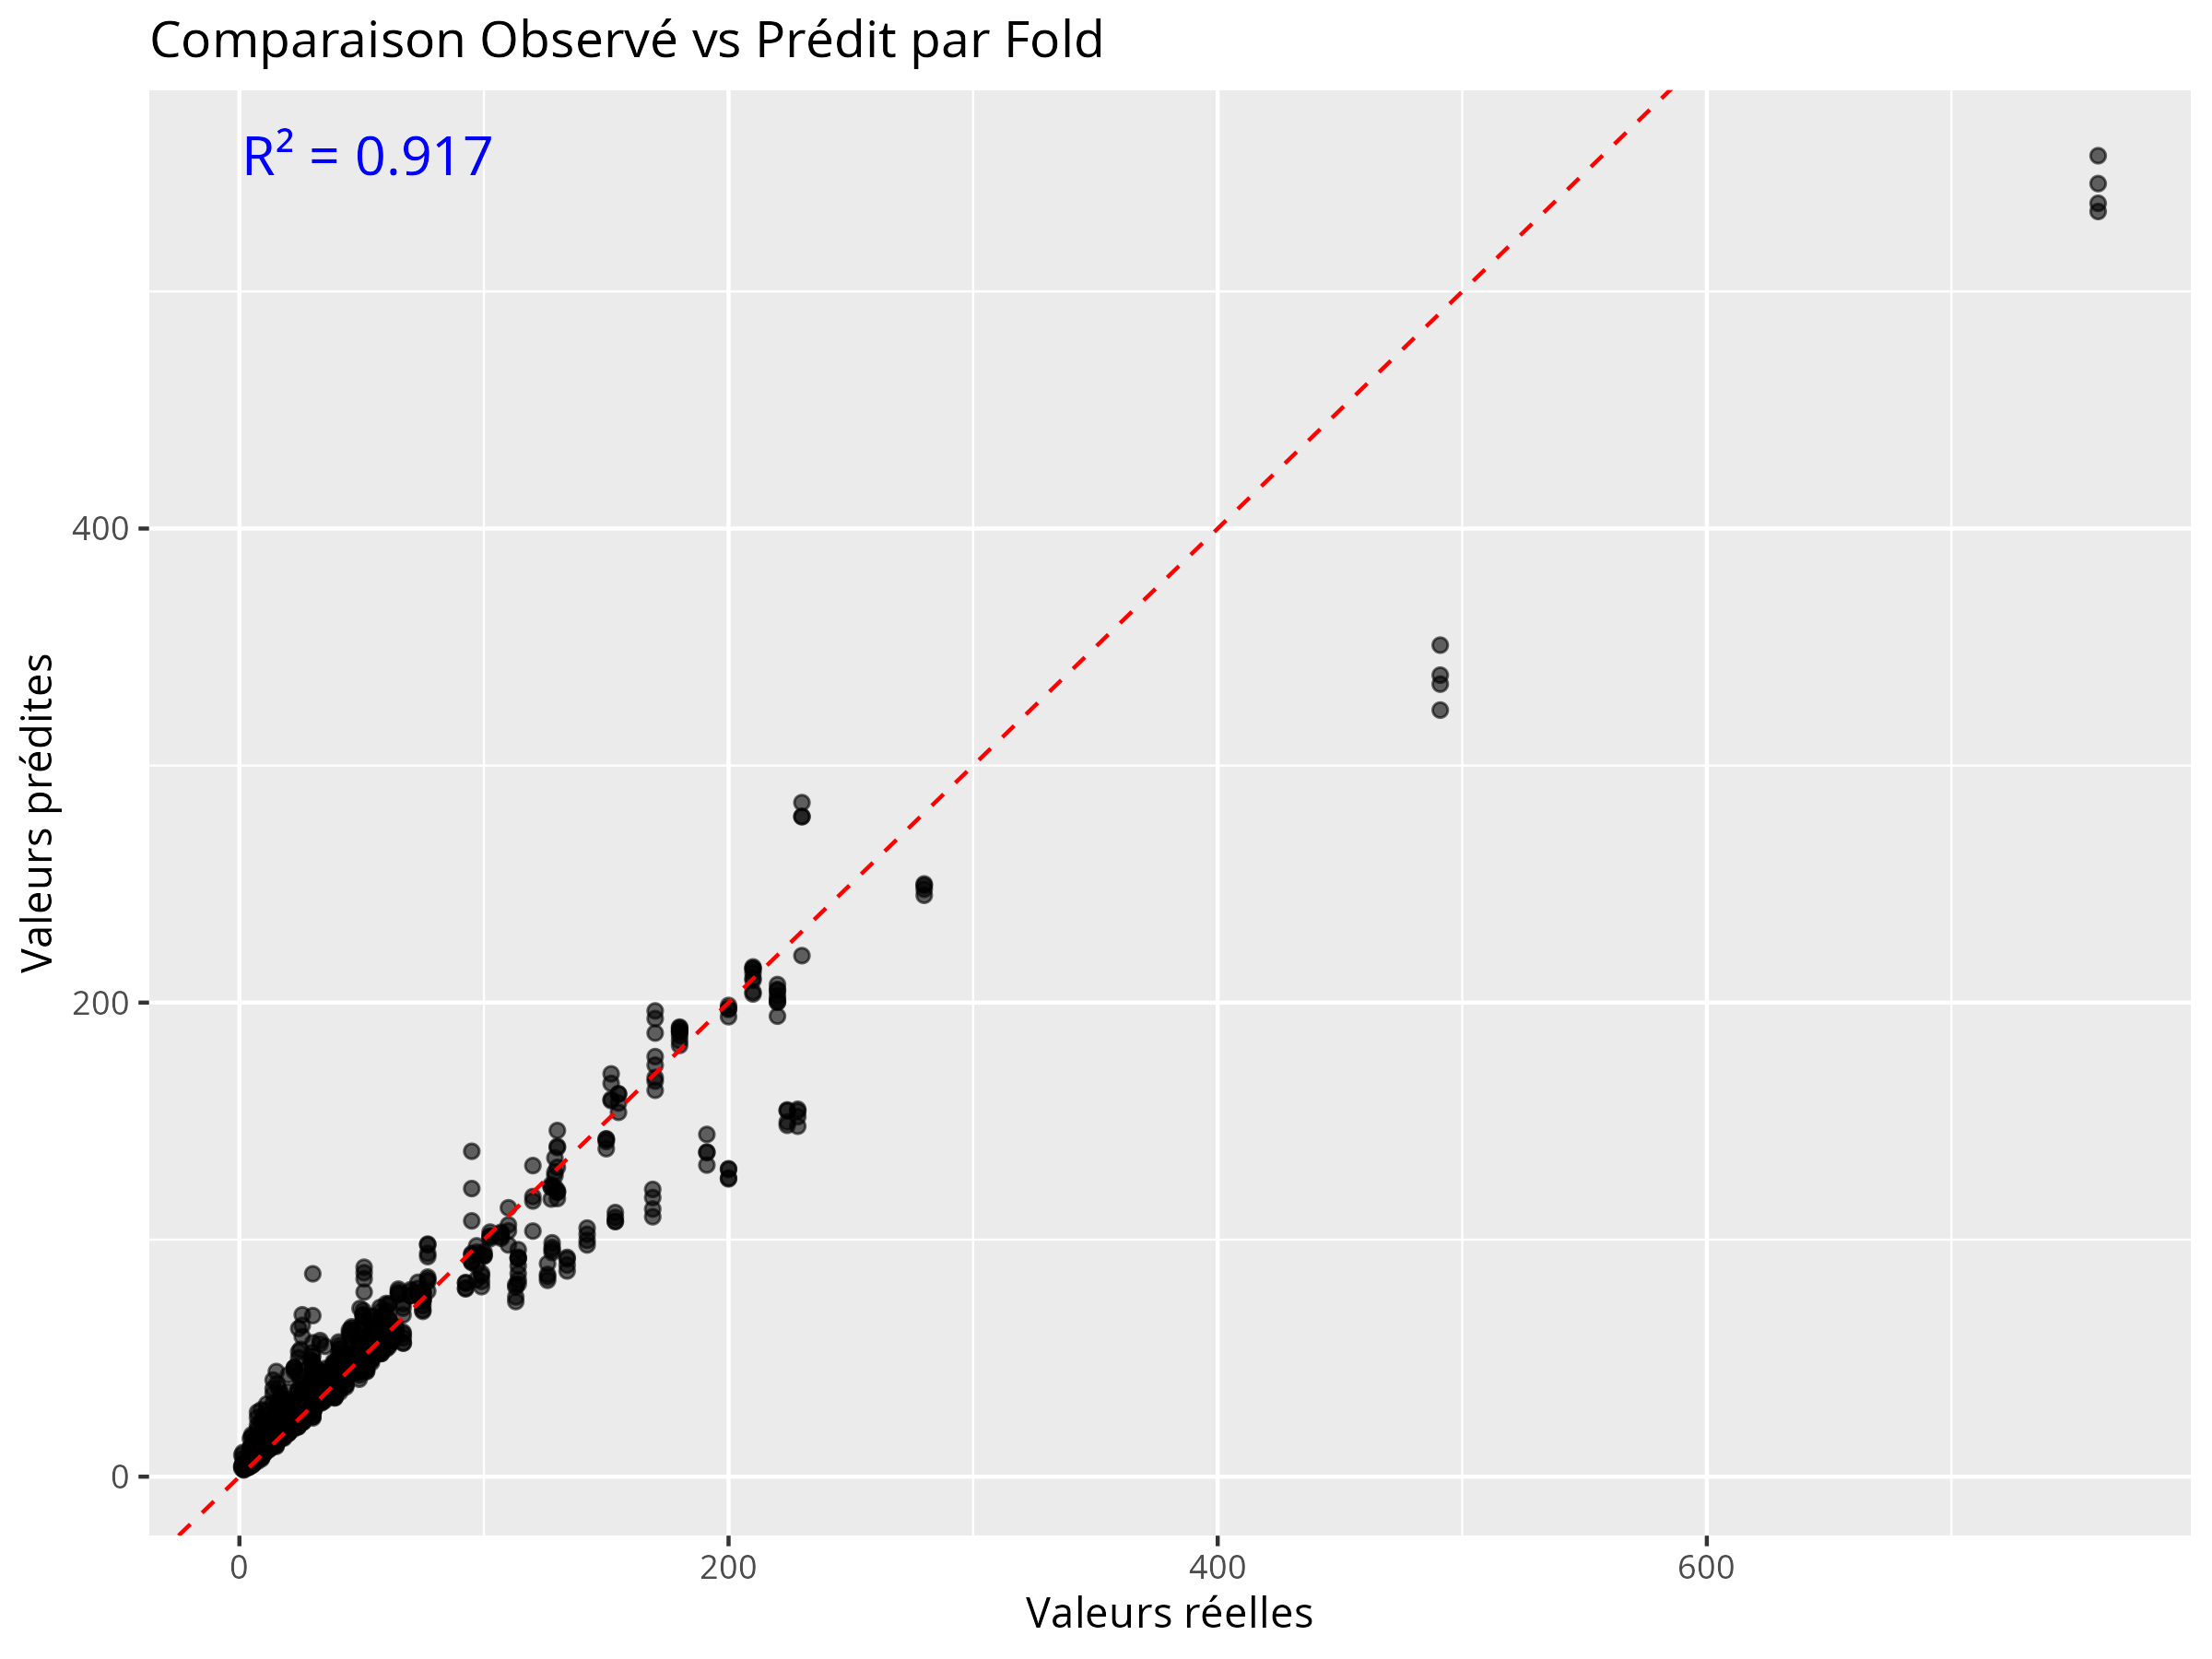 Comparaison Observé vs Prédit par Fold
R² = 0.917
400
200
0
Valeurs prédites
0 200 400 600
Valeurs réelles